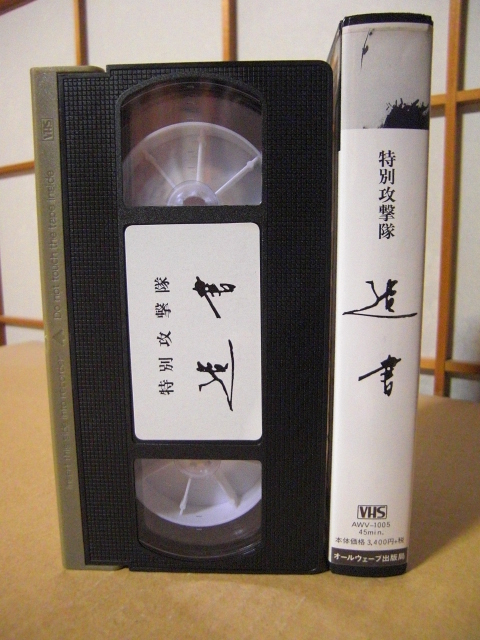 VHS
特別攻撃隊
遺書
特別攻撃隊
遺書
VHS
AWV-1005
45min.
本体価格3,400円+税
オールウェーブ出版局